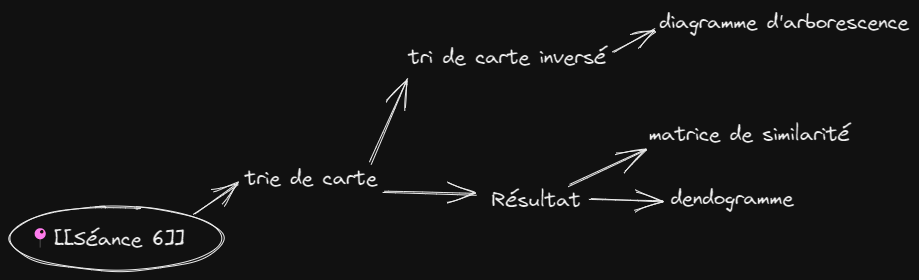 diagramme d'arborescence
tri de carte inversé
matrice de similarité
trie de carte
Résultat
dendogramme
[[Séance 6]]